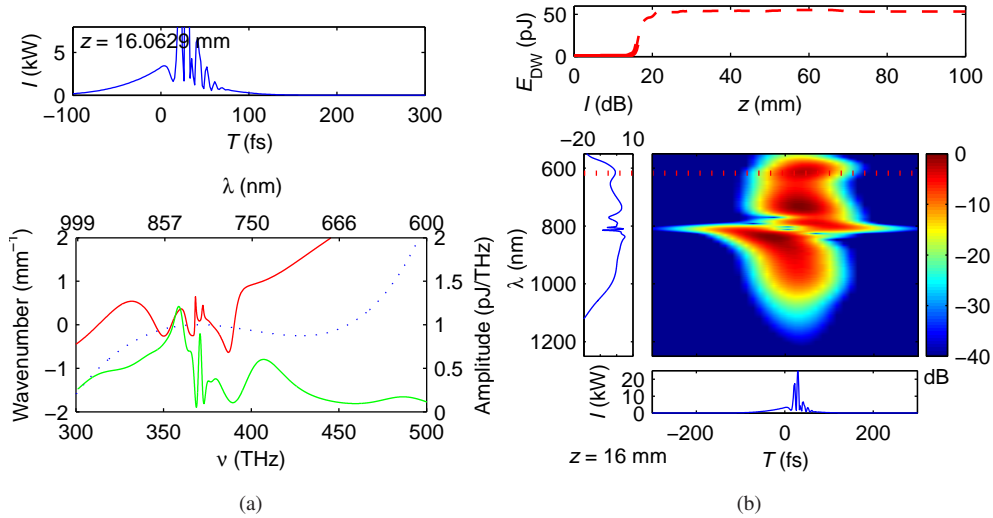 z = 16.0629 mm
I (kW)
5
0
−100 0 100 200 300
T (fs)
λ (nm)
999 857 750 666 600
Wavenumber (mm⁻¹)
2
1
0
−1
−2
Amplitude (pJ/THz)
2
1.5
1
0.5
0
300 350 400 450 500
ν (THz)
(a)
E_DW (pJ)
50
0
0 20 40 60 80 100
z (mm)
I (dB)
−20 10
λ (nm)
600
800
1000
1200
0
−10
−20
−30
−40
dB
I (kW)
20
0
−200 0 200
z = 16 mm
T (fs)
(b)